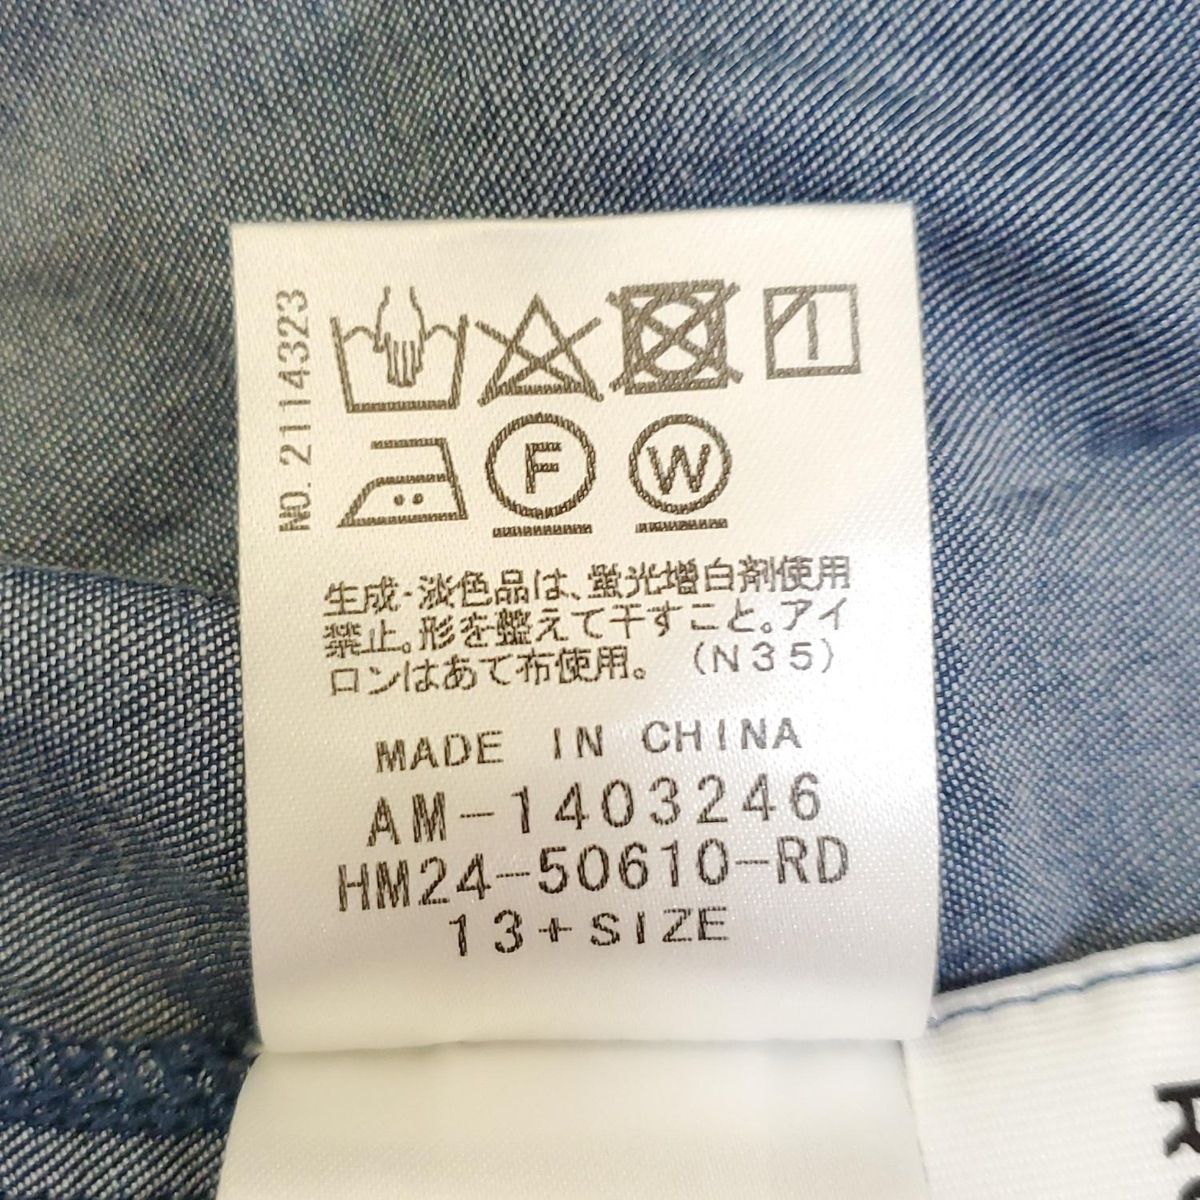 NO. 2114323
F W
生成・淡色品は、蛍光増白剤使用
禁止。形を整えて干すこと。アイ
ロンはあて布使用。（N35）
MADE IN CHINA
AM-1403246
HM24-50610-RD
13+SIZE
R